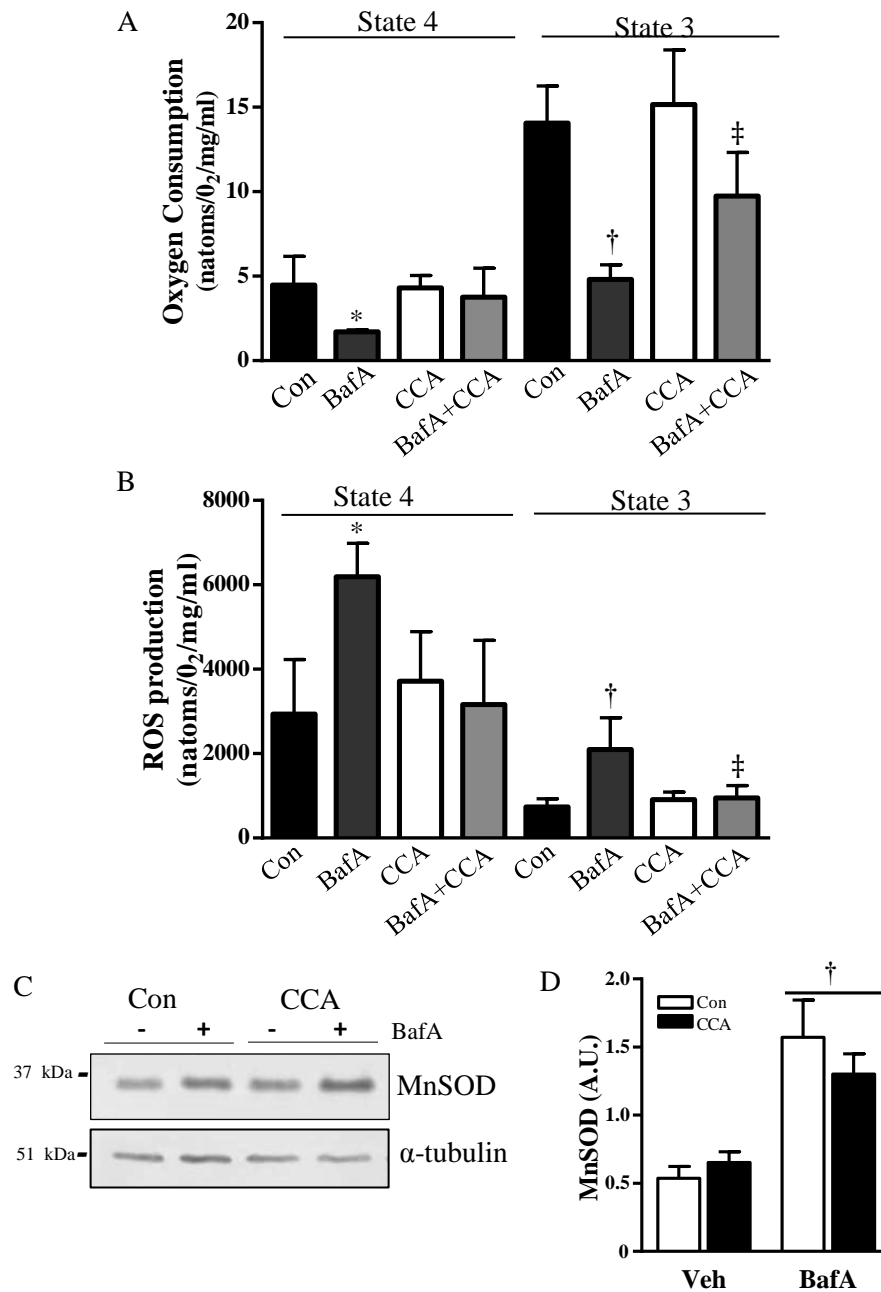 A
State 4
State 3
Oxygen Consumption
(natoms/0₂/mg/ml)
20
15
10
5
0
*
†
‡
Con
BafA
CCA
BafA+CCA
Con
BafA
CCA
BafA+CCA
B
State 4
State 3
ROS production
(natoms/0₂/mg/ml)
8000
6000
4000
2000
0
*
†
‡
Con
BafA
CCA
BafA+CCA
Con
BafA
CCA
BafA+CCA
C
Con
CCA
- + - + BafA
37 kDa
MnSOD
51 kDa
α-tubulin
D
†
Con
CCA
MnSOD (A.U.)
2.0
1.5
1.0
0.5
0
Veh
BafA